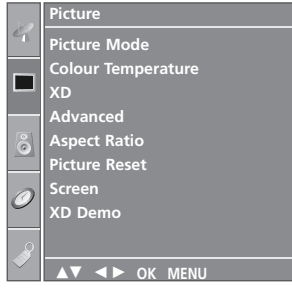 Picture
Picture Mode
Colour Temperature
XD
Advanced
Aspect Ratio
Picture Reset
Screen
XD Demo
▲▼ ◄► OK MENU